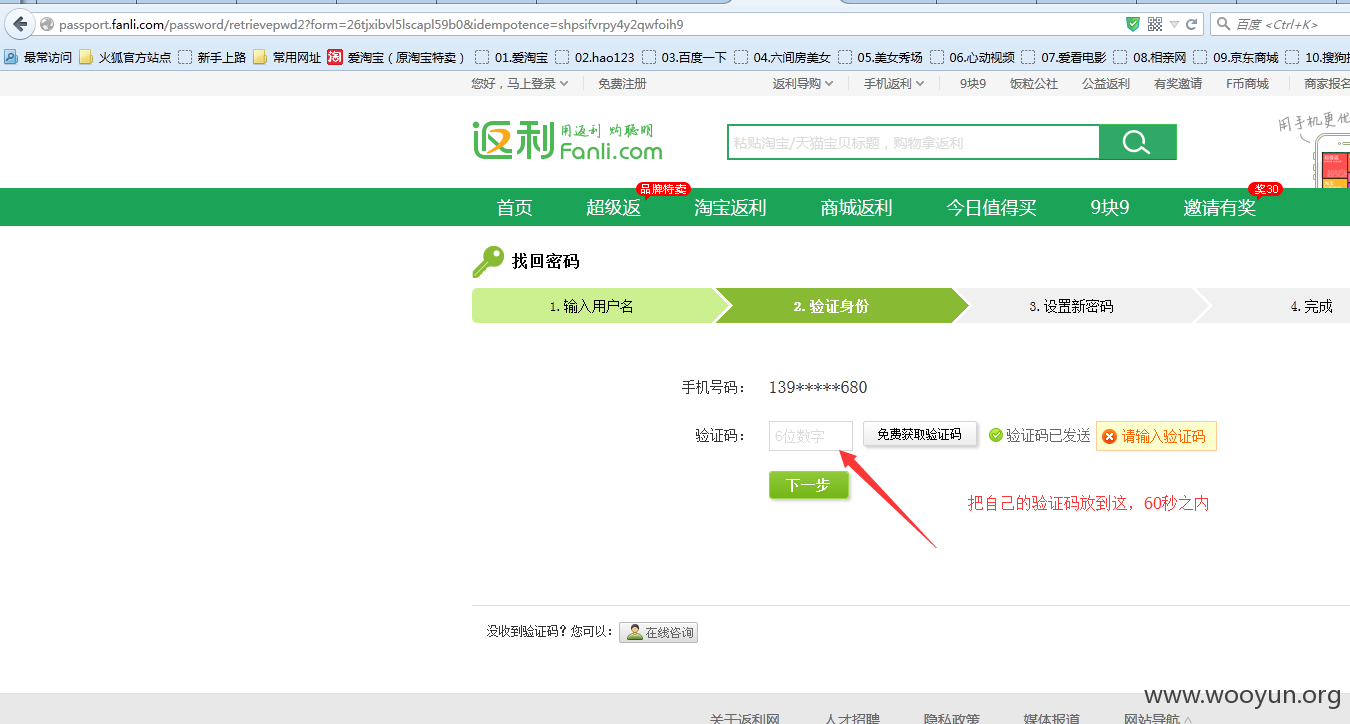 passport.fanli.com/password/retrievepwd2?form=26tjxibvl5lscapl59b0&idempotence=shpsifvrpy4y2qwfoih9
百度 <Ctrl+K>
最常访问 火狐官方站点 新手上路 常用网址 淘 爱淘宝（原淘宝特卖） 01.爱淘宝 02.hao123 03.百度一下 04.六间房美女 05.美女秀场 06.心动视频 07.爱看电影 08.相亲网 09.京东商城 10.搜狗
您好，马上登录 免费注册 返利导购 手机返利 9块9 饭粒公社 公益返利 有奖邀请 F币商城 商家报名
返利 用返利 购聪明
Fanli.com
粘贴淘宝/天猫宝贝标题，购物拿返利
用手机更优
品牌特卖 奖30
首页 超级返 淘宝返利 商城返利 今日值得买 9块9 邀请有奖
找回密码
1. 输入用户名 2. 验证身份 3. 设置新密码 4. 完成
手机号码： 139*****680
验证码： 6位数字 免费获取验证码 验证码已发送 请输入验证码
下一步
把自己的验证码放到这，60秒之内
没收到验证码？您可以： 在线咨询
www.wooyun.org
关于返利网 人才招聘 隐私政策 媒体报道 网站导航